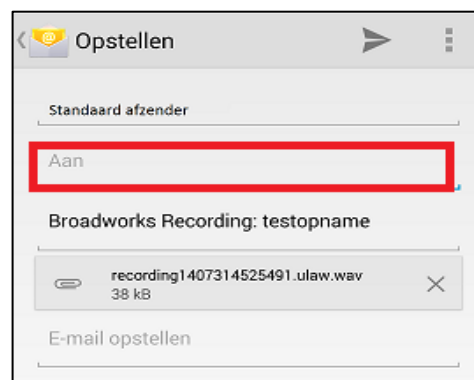 Opstellen
Standaard afzender
Aan
Broadworks Recording: testopname
recording1407314525491.ulaw.wav
38 kB
E-mail opstellen